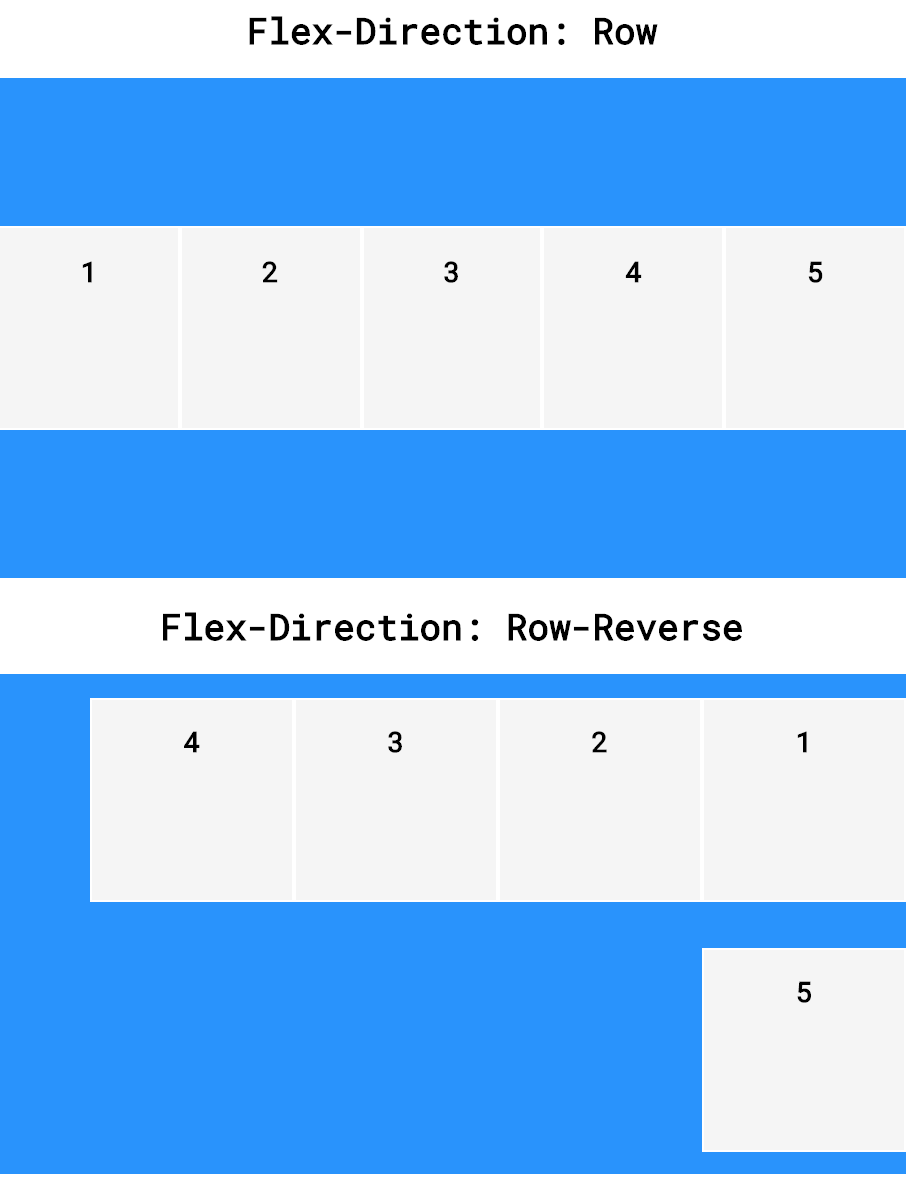 Flex-Direction: Row
1 2 3 4 5
Flex-Direction: Row-Reverse
4 3 2 1
5